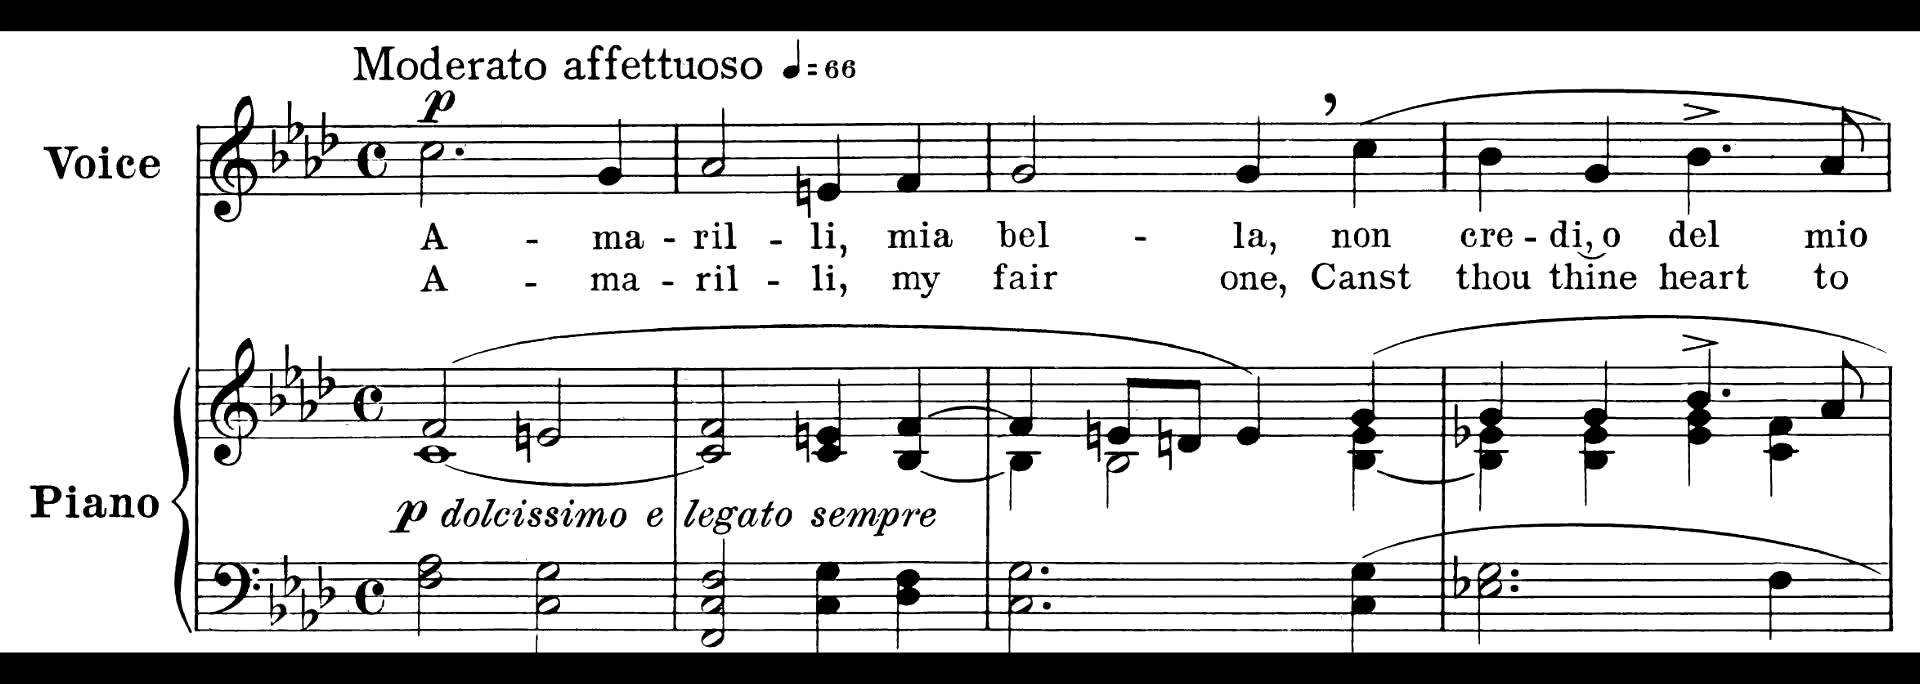 Moderato affettuoso ♩=66
p
Voice
A - ma - ril - li, mia bel - la, non cre - di, o del mio
A - ma - ril - li, my fair one, Canst thou thine heart to
Piano
p dolcissimo e legato sempre